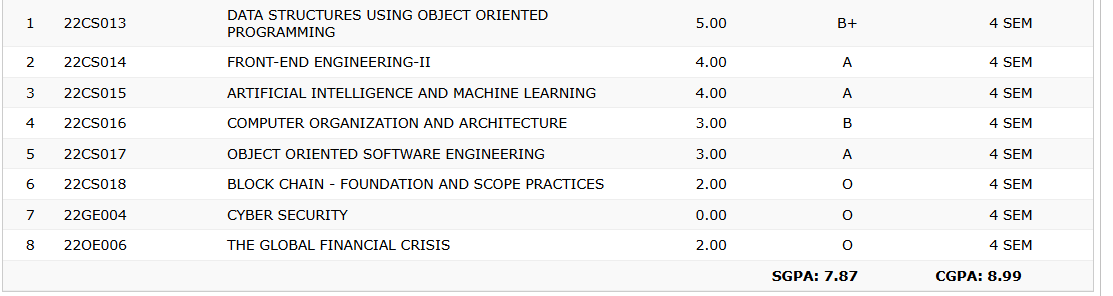 1 22CS013 DATA STRUCTURES USING OBJECT ORIENTED PROGRAMMING 5.00 B+ 4 SEM
2 22CS014 FRONT-END ENGINEERING-II 4.00 A 4 SEM
3 22CS015 ARTIFICIAL INTELLIGENCE AND MACHINE LEARNING 4.00 A 4 SEM
4 22CS016 COMPUTER ORGANIZATION AND ARCHITECTURE 3.00 B 4 SEM
5 22CS017 OBJECT ORIENTED SOFTWARE ENGINEERING 3.00 A 4 SEM
6 22CS018 BLOCK CHAIN - FOUNDATION AND SCOPE PRACTICES 2.00 O 4 SEM
7 22GE004 CYBER SECURITY 0.00 O 4 SEM
8 22OE006 THE GLOBAL FINANCIAL CRISIS 2.00 O 4 SEM
SGPA: 7.87 CGPA: 8.99